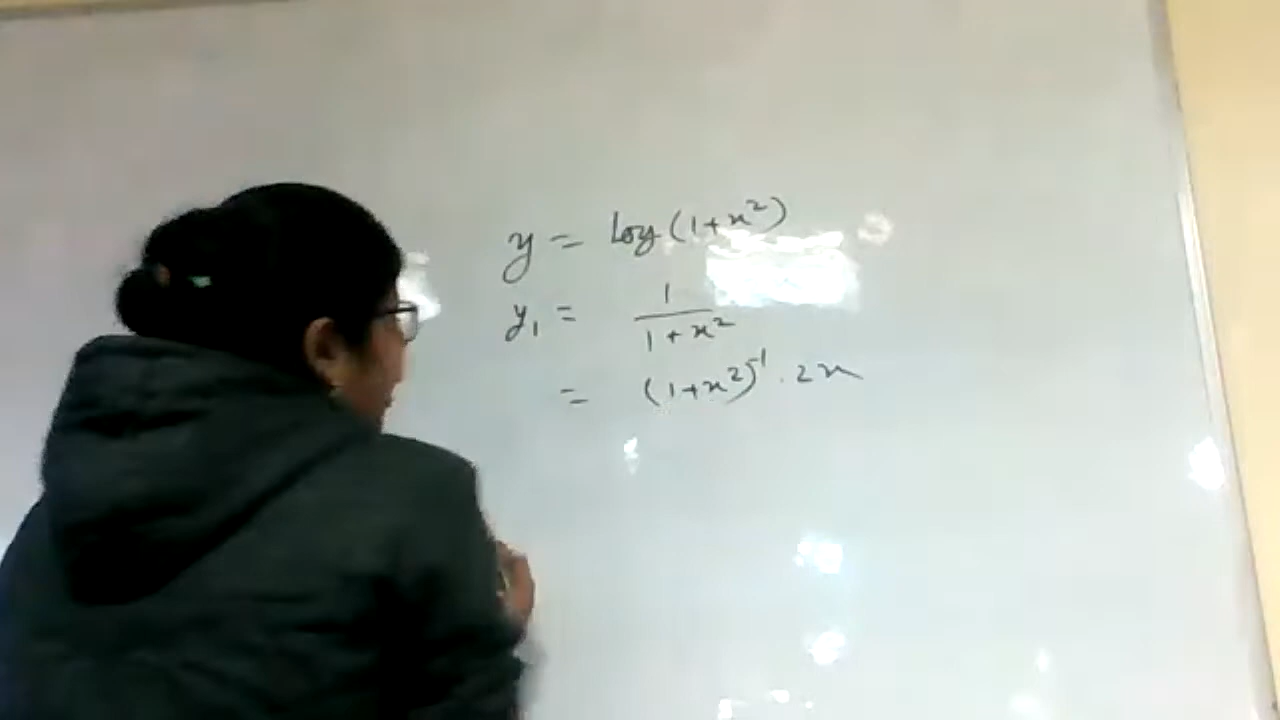 y = log(1+x²)
y₁ = 1/(1+x²)
= (1+x²)⁻¹ . 2x